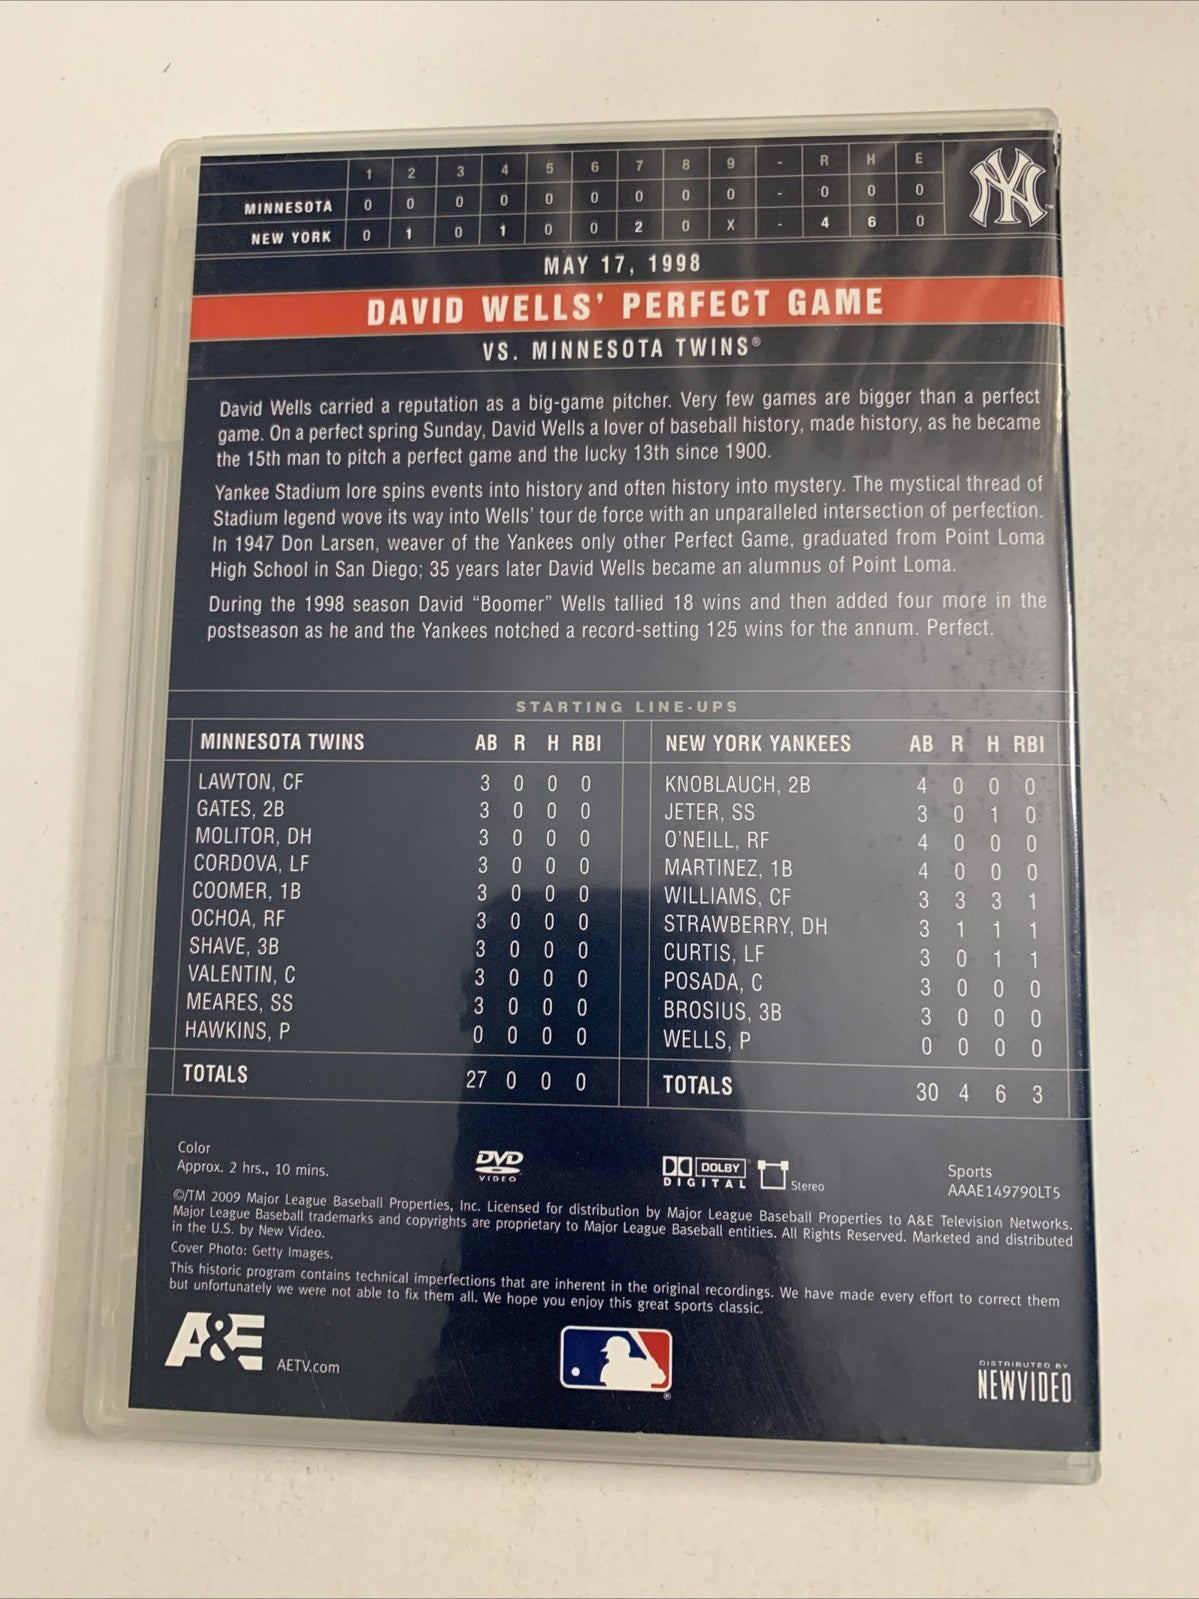 1 2 3 4 5 6 7 8 9 - R H E
MINNESOTA 0 0 0 0 0 0 0 0 0 - 0 0 0
NEW YORK 0 1 0 1 0 0 2 0 X - 4 6 0
NY
TM
MAY 17, 1998
DAVID WELLS' PERFECT GAME
VS. MINNESOTA TWINS®
David Wells carried a reputation as a big-game pitcher. Very few games are bigger than a perfect
game. On a perfect spring Sunday, David Wells a lover of baseball history, made history, as he became
the 15th man to pitch a perfect game and the lucky 13th since 1900.
Yankee Stadium lore spins events into history and often history into mystery. The mystical thread of
Stadium legend wove its way into Wells' tour de force with an unparalleled intersection of perfection.
In 1947 Don Larsen, weaver of the Yankees only other Perfect Game, graduated from Point Loma
High School in San Diego; 35 years later David Wells became an alumnus of Point Loma.
During the 1998 season David "Boomer" Wells tallied 18 wins and then added four more in the
postseason as he and the Yankees notched a record-setting 125 wins for the annum. Perfect.
STARTING LINE-UPS
MINNESOTA TWINS AB R H RBI
LAWTON, CF 3 0 0 0
GATES, 2B 3 0 0 0
MOLITOR, DH 3 0 0 0
CORDOVA, LF 3 0 0 0
COOMER, 1B 3 0 0 0
OCHOA, RF 3 0 0 0
SHAVE, 3B 3 0 0 0
VALENTIN, C 3 0 0 0
MEARES, SS 3 0 0 0
HAWKINS, P 0 0 0 0
TOTALS 27 0 0 0
NEW YORK YANKEES AB R H RBI
KNOBLAUCH, 2B 4 0 0 0
JETER, SS 3 0 1 0
O'NEILL, RF 4 0 0 0
MARTINEZ, 1B 4 0 0 0
WILLIAMS, CF 3 3 3 1
STRAWBERRY, DH 3 1 1 1
CURTIS, LF 3 0 1 1
POSADA, C 3 0 0 0
BROSIUS, 3B 3 0 0 0
WELLS, P 0 0 0 0
TOTALS 30 4 6 3
Color
Approx. 2 hrs., 10 mins.
DVD
VIDEO
DOLBY
DIGITAL
Stereo
Sports
AAAE149790LT5
©/TM 2009 Major League Baseball Properties, Inc. Licensed for distribution by Major League Baseball Properties to A&E Television Networks.
Major League Baseball trademarks and copyrights are proprietary to Major League Baseball entities. All Rights Reserved. Marketed and distributed
in the U.S. by New Video.
Cover Photo: Getty Images.
This historic program contains technical imperfections that are inherent in the original recordings. We have made every effort to correct them
but unfortunately we were not able to fix them all. We hope you enjoy this great sports classic.
A&E
AETV.com
®
DISTRIBUTED BY
NEWVIDEO